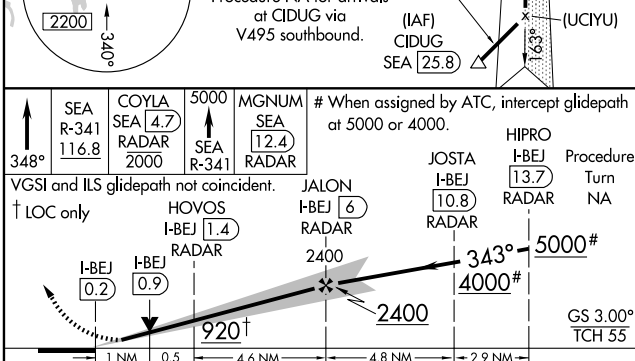 at CIDUG via
V495 southbound.
2200
340°
(IAF)
CIDUG
SEA 25.8
(UCIYU)
163°
348°
SEA
R-341
116.8
COYLA
SEA 4.7
RADAR
2000
5000
SEA
R-341
MGNUM
SEA
12.4
RADAR
# When assigned by ATC, intercept glidepath
at 5000 or 4000.
VGSI and ILS glidepath not coincident.
† LOC only
I-BEJ
0.2
I-BEJ
0.9
HOVOS
I-BEJ 1.4
RADAR
JALON
I-BEJ 6
RADAR
2400
JOSTA
I-BEJ
10.8
RADAR
HIPRO
I-BEJ
13.7
RADAR
Procedure
Turn
NA
343°
5000#
4000#
2400
920†
GS 3.00°
TCH 55
1 NM
0.5
4.6 NM
4.8 NM
2.9 NM